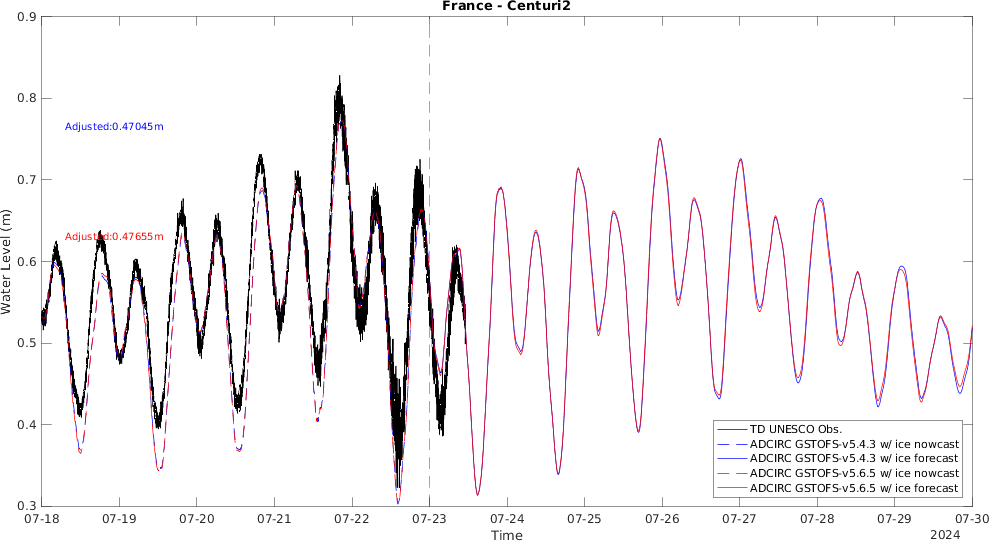 France - Centuri2
0.9
0.8
0.7
0.6
0.5
0.4
0.3
Water Level (m)
Adjusted:0.47045m
Adjusted:0.47655m
TD UNESCO Obs.
ADCIRC GSTOFS-v5.4.3 w/ ice nowcast
ADCIRC GSTOFS-v5.4.3 w/ ice forecast
ADCIRC GSTOFS-v5.6.5 w/ ice nowcast
ADCIRC GSTOFS-v5.6.5 w/ ice forecast
07-18 07-19 07-20 07-21 07-22 07-23 07-24 07-25 07-26 07-27 07-28 07-29 07-30
Time
2024